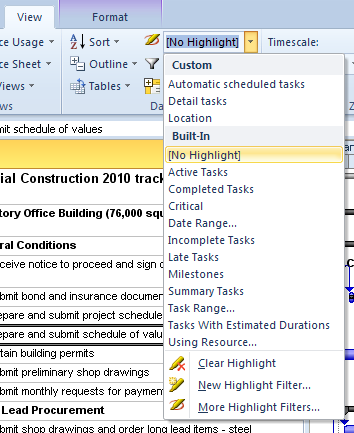 View Format
ce Usage Sort [No Highlight] Timescale:
ce Sheet Outline
Views Tables
mit schedule of values
Custom
Automatic scheduled tasks
Detail tasks
Location
Built-In
[No Highlight]
Active Tasks
Completed Tasks
Critical
Date Range...
Incomplete Tasks
Late Tasks
Milestones
Summary Tasks
Task Range...
Tasks With Estimated Durations
Using Resource...
Clear Highlight
New Highlight Filter...
More Highlight Filters...
ial Construction 2010 track
tory Office Building (76,000 squ
ral Conditions
ceive notice to proceed and sign c
bmit bond and insurance documen
epare and submit project schedule
epare and submit schedule of value
tain building permits
bmit preliminary shop drawings
bmit monthly requests for paymen
Lead Procurement
bmit shop drawings and order long lead items - steel